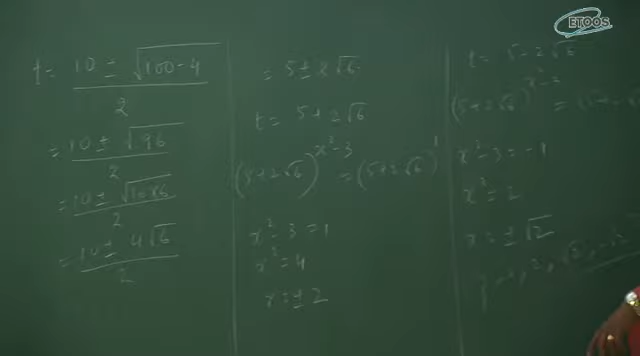 ETOOS
t = 10 ± √100 - 4 / 2
= 10 ± √96 / 2
= 10 ± √16×6 / 2
= 10 ± 4√6 / 2
= 5 ± 2√6
t = 5 + 2√6
(5 + 2√6)^(x² - 3) = (5 + 2√6)^1
x² - 3 = 1
x² = 4
x = ± 2
t = 5 - 2√6
x² - 3 = -1
x² = 2
x = ± √2